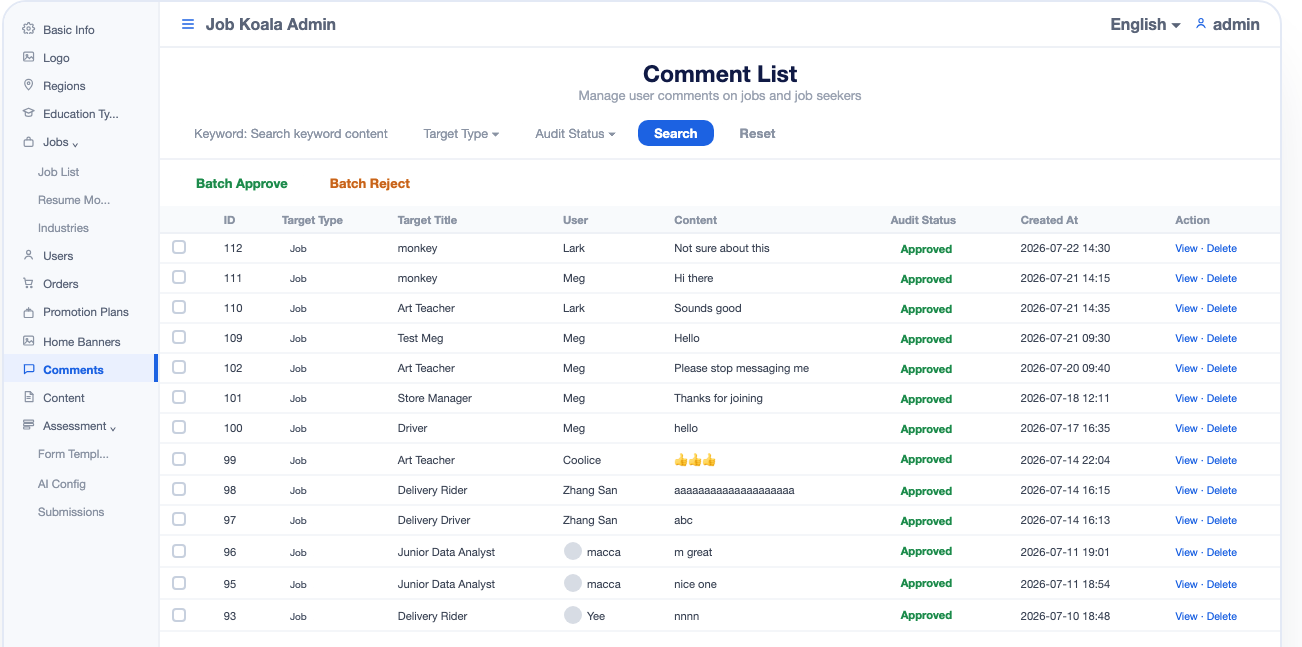 Job Koala Admin
English
admin
Basic Info
Logo
Regions
Education Ty...
Jobs
Job List
Resume Mo...
Industries
Users
Orders
Promotion Plans
Home Banners
Comments
Content
Assessment
Form Templ...
AI Config
Submissions
Comment List
Manage user comments on jobs and job seekers
Keyword: Search keyword content Target Type Audit Status Search Reset
Batch Approve Batch Reject
ID Target Type Target Title User Content Audit Status Created At Action
112 Job monkey Lark Not sure about this Approved 2026-07-22 14:30 View · Delete
111 Job monkey Meg Hi there Approved 2026-07-21 14:15 View · Delete
110 Job Art Teacher Lark Sounds good Approved 2026-07-21 14:35 View · Delete
109 Job Test Meg Meg Hello Approved 2026-07-21 09:30 View · Delete
102 Job Art Teacher Meg Please stop messaging me Approved 2026-07-20 09:40 View · Delete
101 Job Store Manager Meg Thanks for joining Approved 2026-07-18 12:11 View · Delete
100 Job Driver Meg hello Approved 2026-07-17 16:35 View · Delete
99 Job Art Teacher Coolice 👍👍👍 Approved 2026-07-14 22:04 View · Delete
98 Job Delivery Rider Zhang San aaaaaaaaaaaaaaaaaaaa Approved 2026-07-14 16:15 View · Delete
97 Job Delivery Driver Zhang San abc Approved 2026-07-14 16:13 View · Delete
96 Job Junior Data Analyst macca m great Approved 2026-07-11 19:01 View · Delete
95 Job Junior Data Analyst macca nice one Approved 2026-07-11 18:54 View · Delete
93 Job Delivery Rider Yee nnnn Approved 2026-07-10 18:48 View · Delete